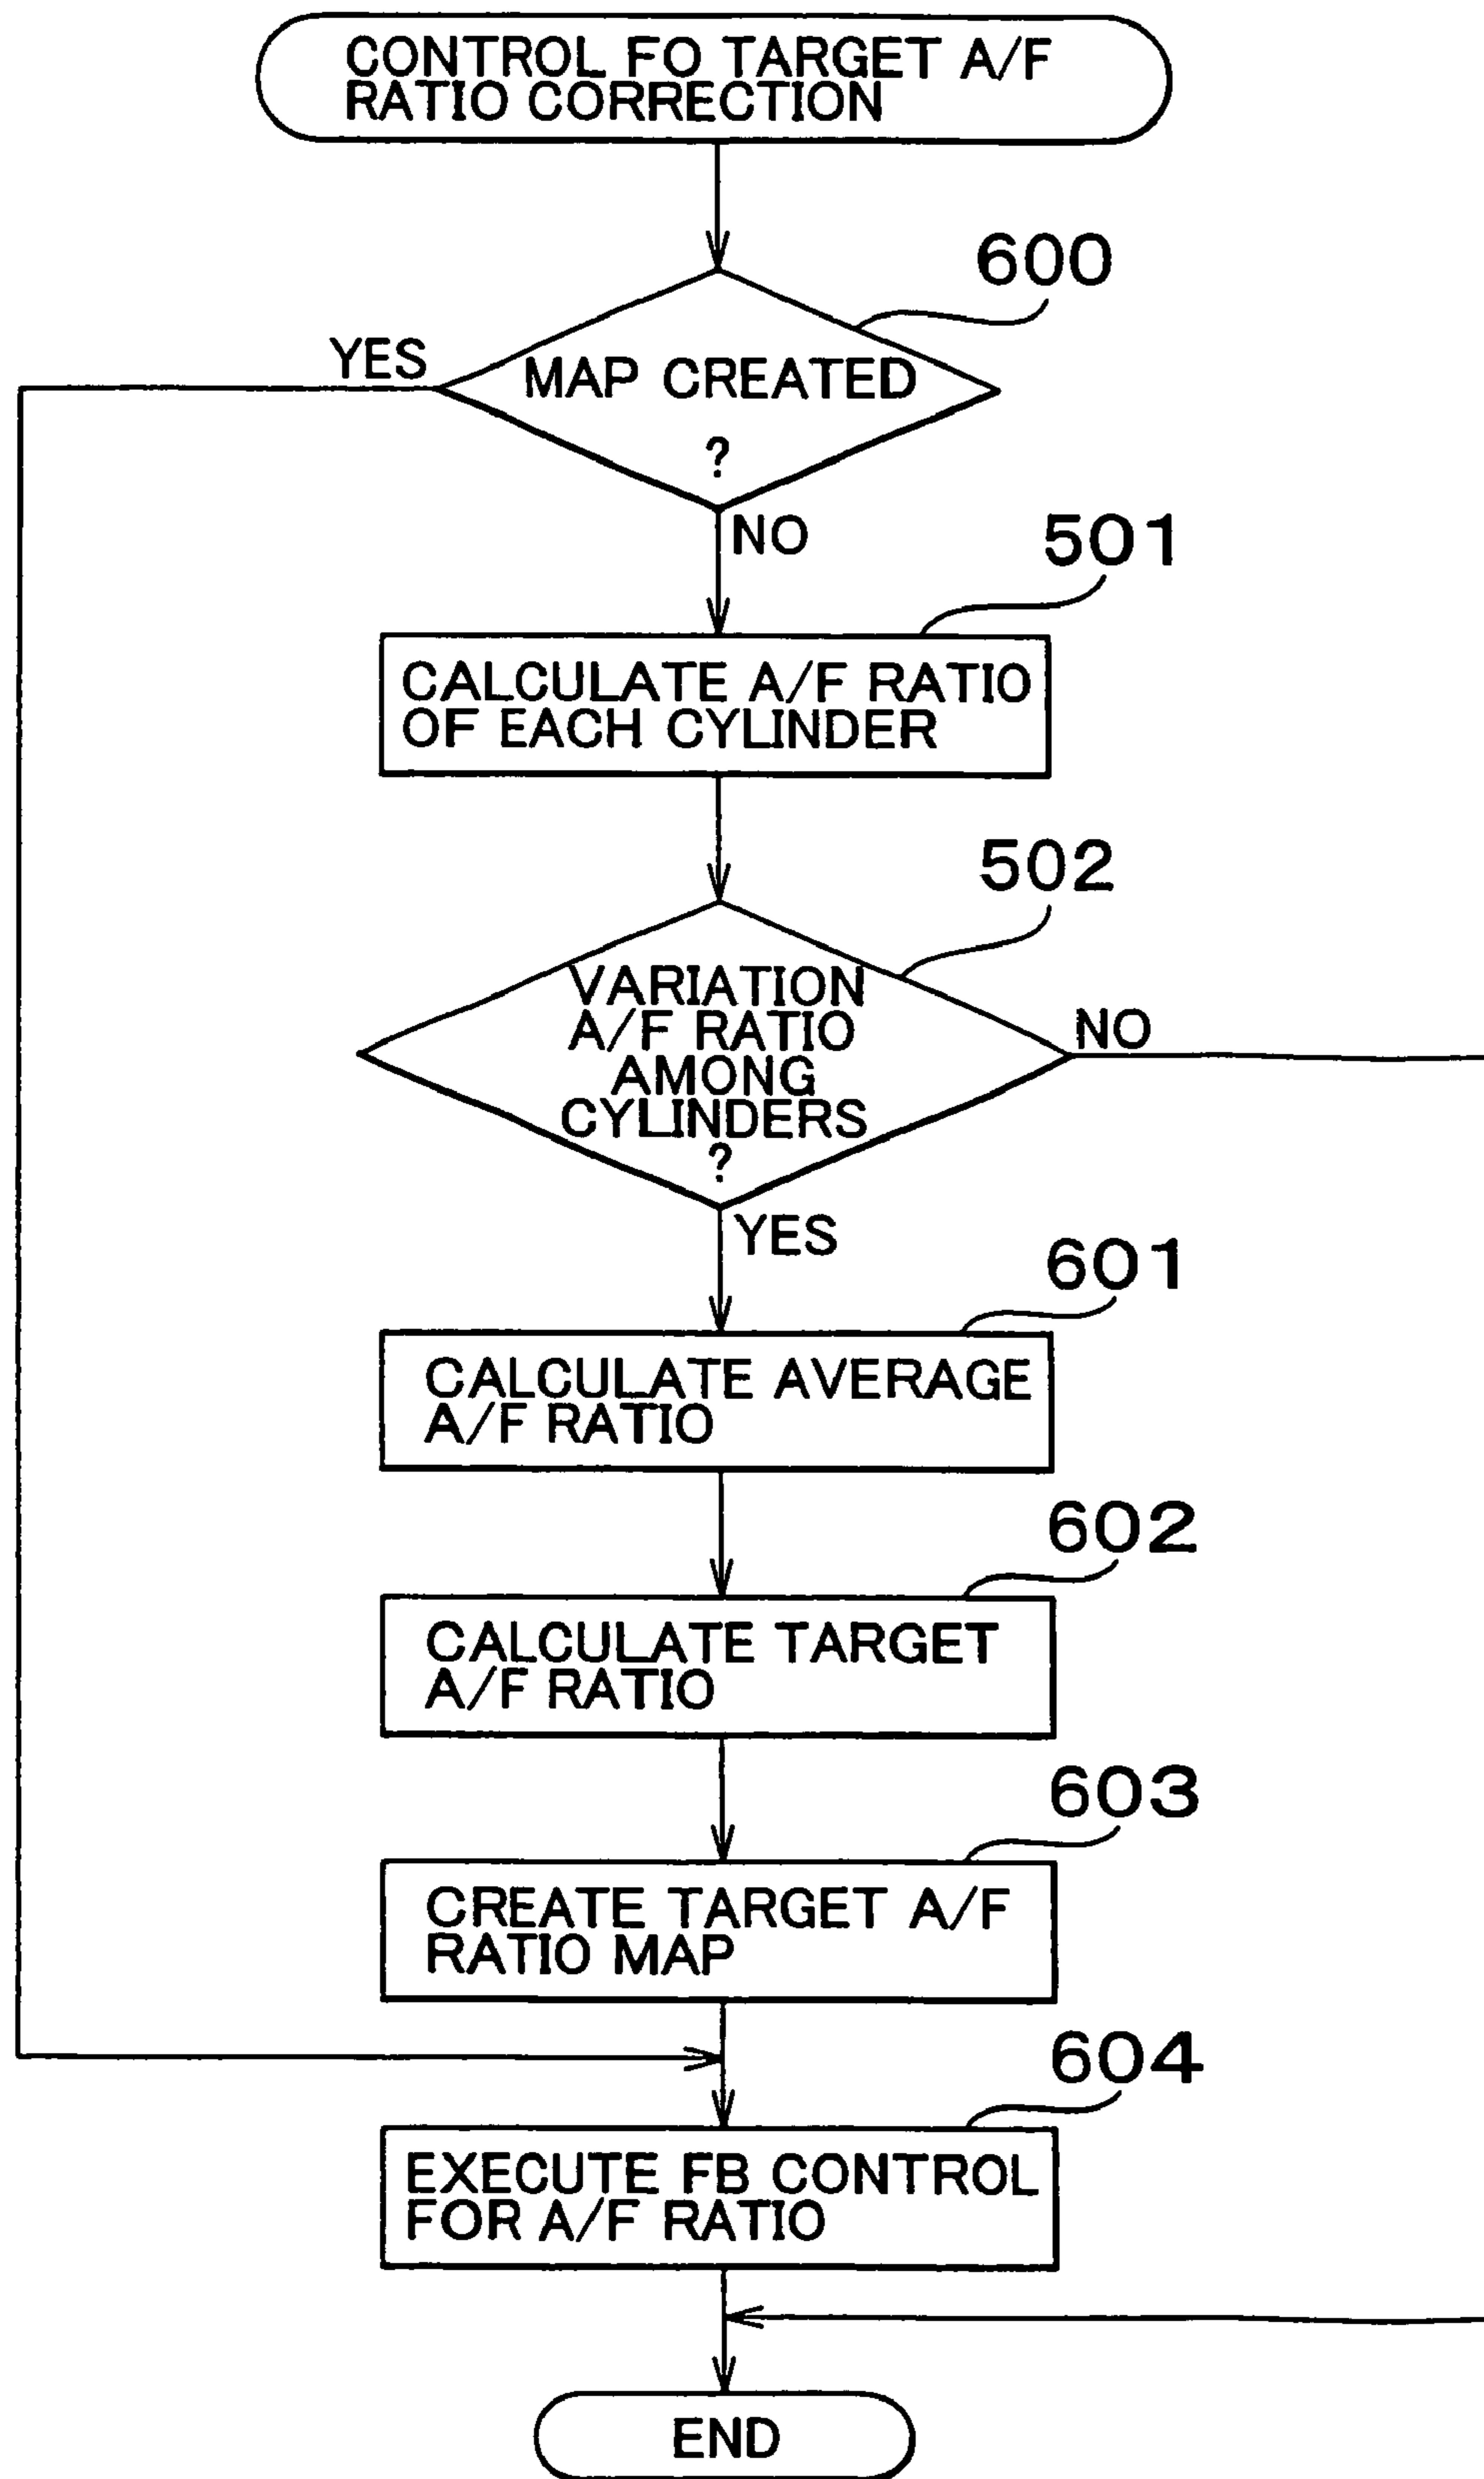 CONTROL FO TARGET A/F
RATIO CORRECTION
600
YES
MAP CREATED
?
NO
501
CALCULATE A/F RATIO
OF EACH CYLINDER
502
VARIATION
A/F RATIO
AMONG
CYLINDERS
?
NO
YES
601
CALCULATE AVERAGE
A/F RATIO
602
CALCULATE TARGET
A/F RATIO
603
CREATE TARGET A/F
RATIO MAP
604
EXECUTE FB CONTROL
FOR A/F RATIO
END